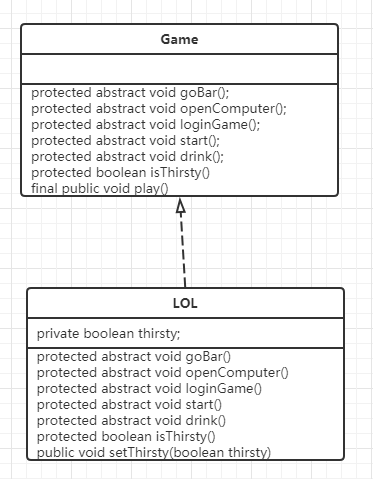 Game
protected abstract void goBar();
protected abstract void openComputer();
protected abstract void loginGame();
protected abstract void start();
protected abstract void drink();
protected boolean isThirsty()
final public void play()
LOL
private boolean thirsty;
protected abstract void goBar()
protected abstract void openComputer()
protected abstract void loginGame()
protected abstract void start()
protected abstract void drink()
protected boolean isThirsty()
public void setThirsty(boolean thirsty)